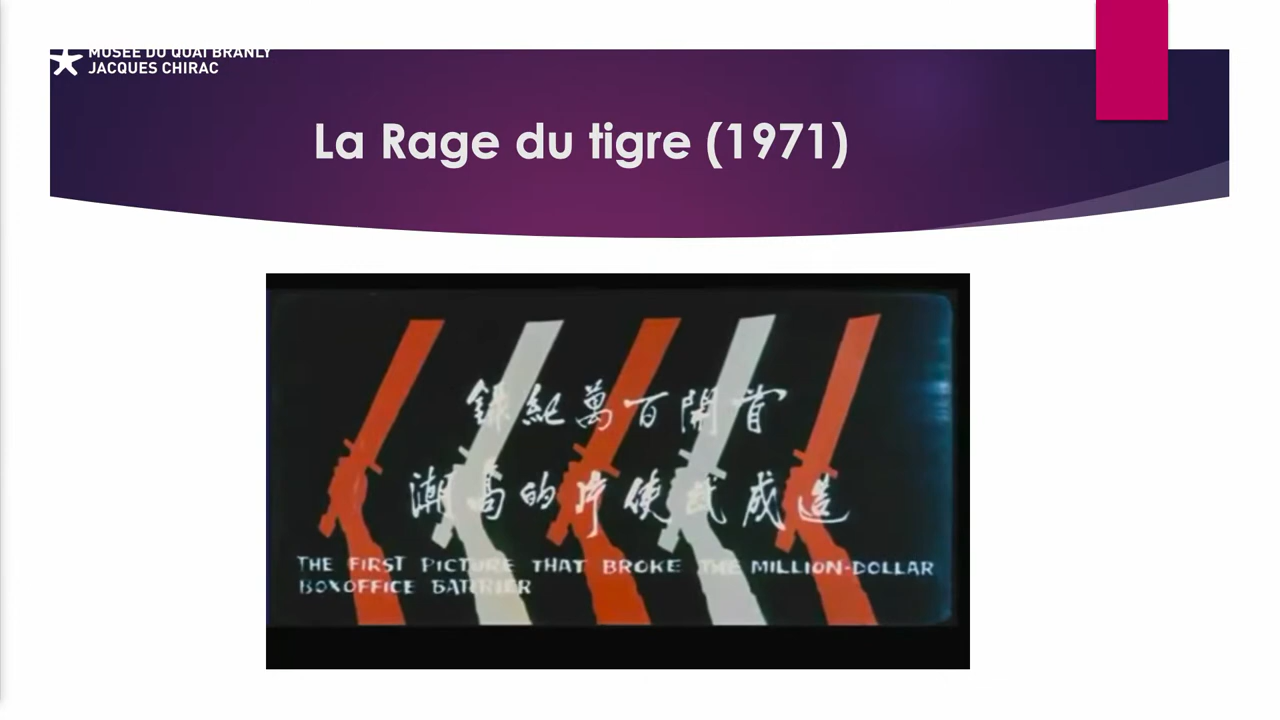 MUSÉE DU QUAI BRANLY
JACQUES CHIRAC
La Rage du tigre (1971)
首開百萬紀錄
造成武俠片的高潮
THE FIRST PICTURE THAT BROKE THE MILLION-DOLLAR
BOXOFFICE BARRIER